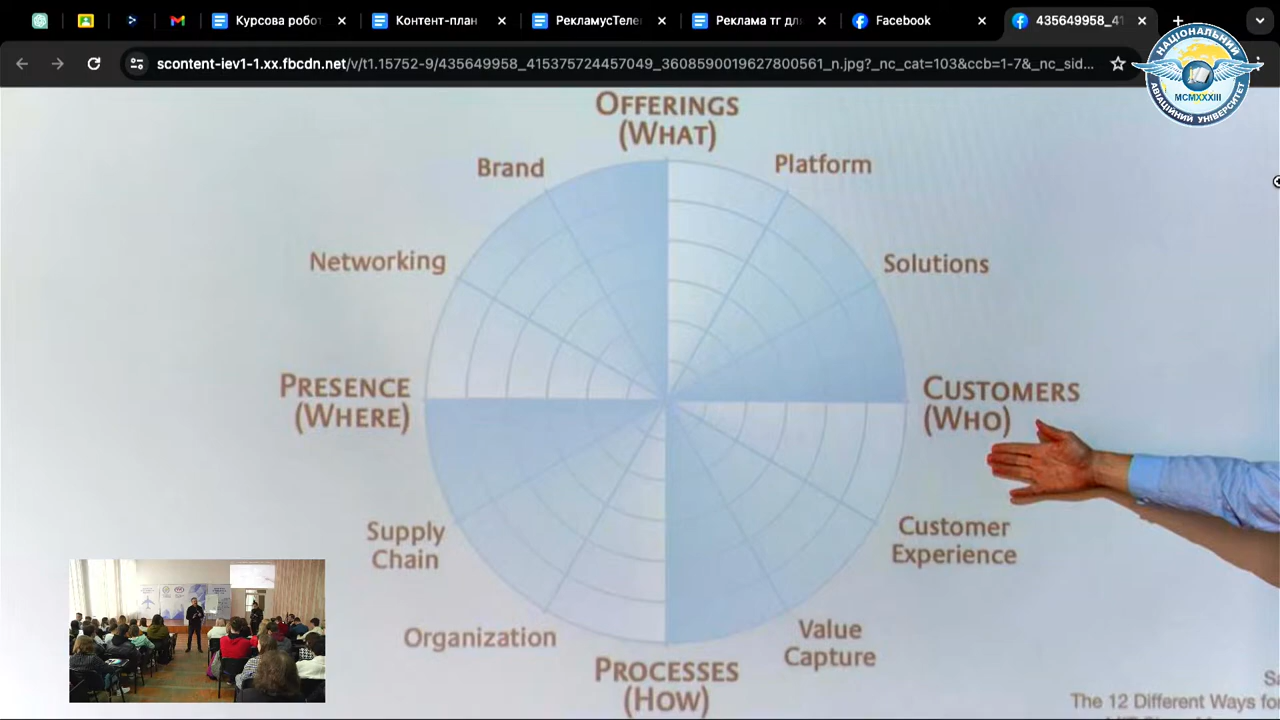 Курсова робот
Контент-план
РекламусТеле
Реклама тг дл
Facebook
435649958_41
scontent-iev1-1.xx.fbcdn.net/v/t1.15752-9/435649958_415375724457049_3608590019627800561_n.jpg?_nc_cat=103&ccb=1-7&_nc_sid...
НАЦІОНАЛЬНИЙ
MCMXXXIII
АВІАЦІЙНИЙ УНІВЕРСИТЕТ
OFFERINGS
(WHAT)
Brand
Platform
Networking
Solutions
PRESENCE
(WHERE)
CUSTOMERS
(WHO)
Supply
Chain
Customer
Experience
Organization
Value
Capture
PROCESSES
(HOW)
The 12 Different Ways fo